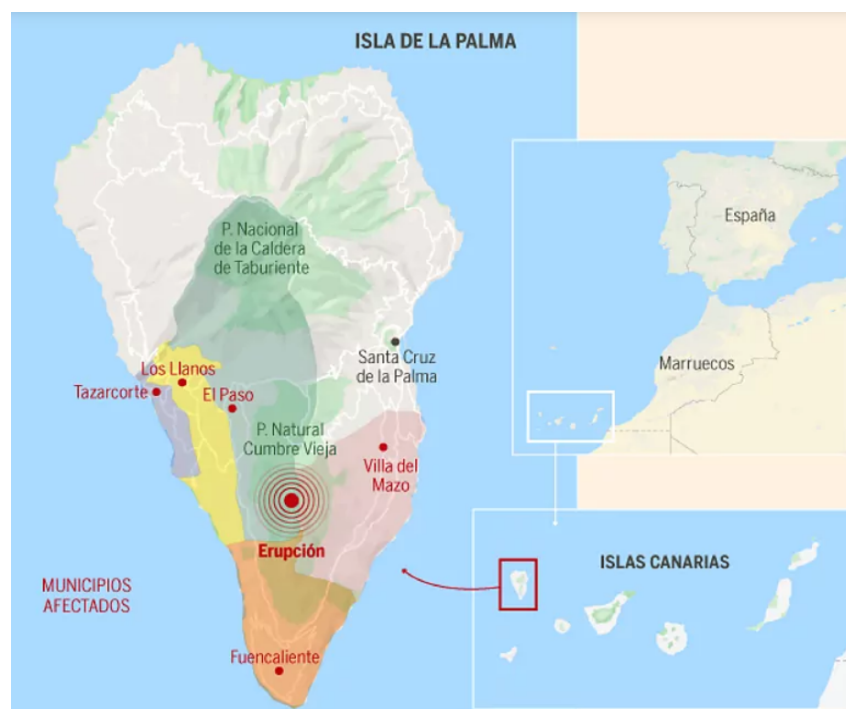 ISLA DE LA PALMA
España
P. Nacional
de la Caldera
de Taburiente
Marruecos
Santa Cruz
de la Palma
Los Llanos
Tazarcorte
El Paso
P. Natural
Cumbre Vieja
Villa del
Mazo
Erupción
ISLAS CANARIAS
MUNICIPIOS
AFECTADOS
Fuencaliente